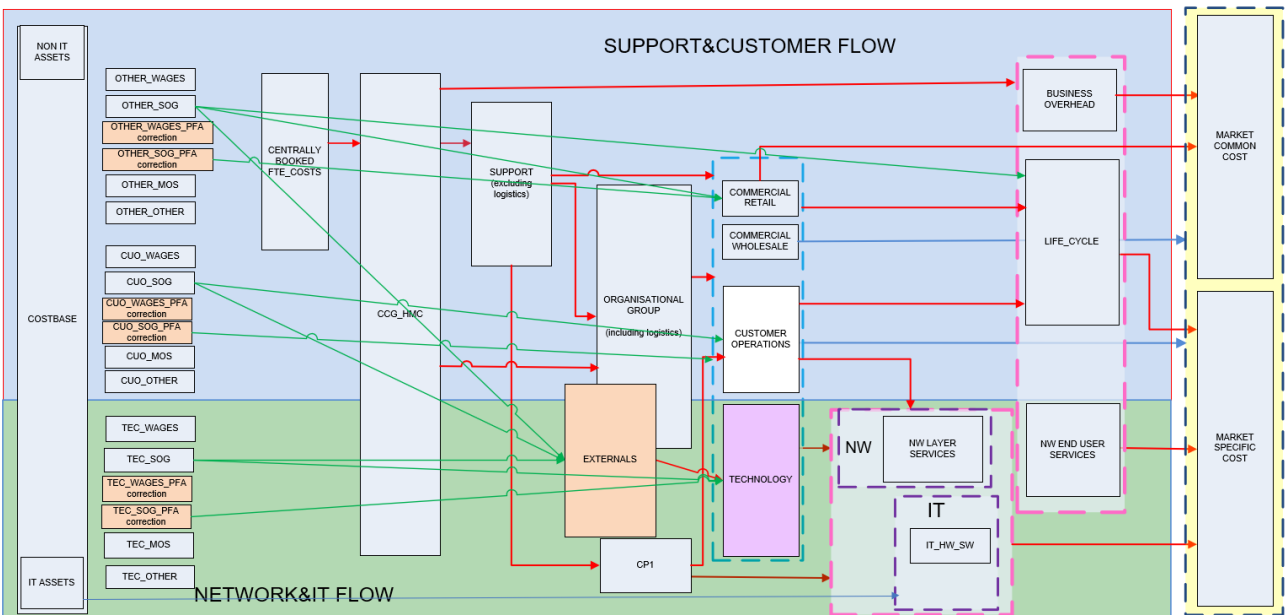 SUPPORT&CUSTOMER FLOW
NON IT
ASSETS
COSTBASE
IT ASSETS
OTHER_WAGES
OTHER_SOG
OTHER_WAGES_PFA
correction
OTHER_SOG_PFA
correction
OTHER_MOS
OTHER_OTHER
CUO_WAGES
CUO_SOG
CUO_WAGES_PFA
correction
CUO_SOG_PFA
correction
CUO_MOS
CUO_OTHER
TEC_WAGES
TEC_SOG
TEC_WAGES_PFA
correction
TEC_SOG_PFA
correction
TEC_MOS
TEC_OTHER
CENTRALLY
BOOKED
FTE_COSTS
CCG_HMC
SUPPORT
(excluding
logistics)
ORGANISATIONAL
GROUP
(including logistics)
EXTERNALS
CP1
COMMERCIAL
RETAIL
COMMERCIAL
WHOLESALE
CUSTOMER
OPERATIONS
TECHNOLOGY
NW
NW LAYER
SERVICES
IT
IT_HW_SW
BUSINESS
OVERHEAD
LIFE_CYCLE
NW END USER
SERVICES
MARKET
COMMON
COST
MARKET
SPECIFIC
COST
NETWORK&IT FLOW